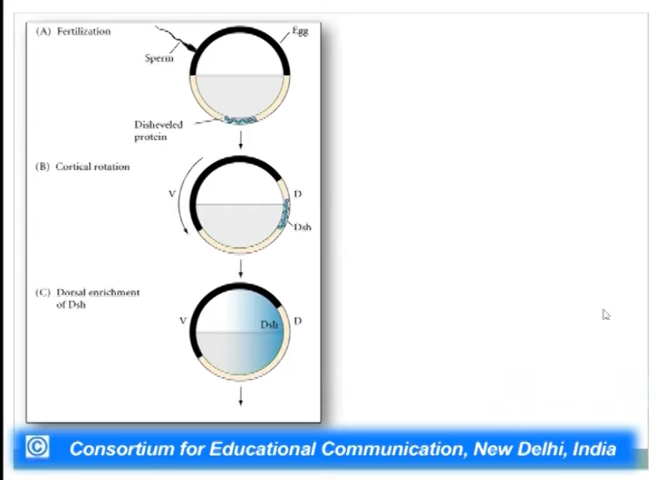 (A) Fertilization
Egg
Sperm
Disheveled
protein
(B) Cortical rotation
V
D
Dsh
(C) Dorsal enrichment
of Dsh
V
Dsh
D
© Consortium for Educational Communication, New Delhi, India